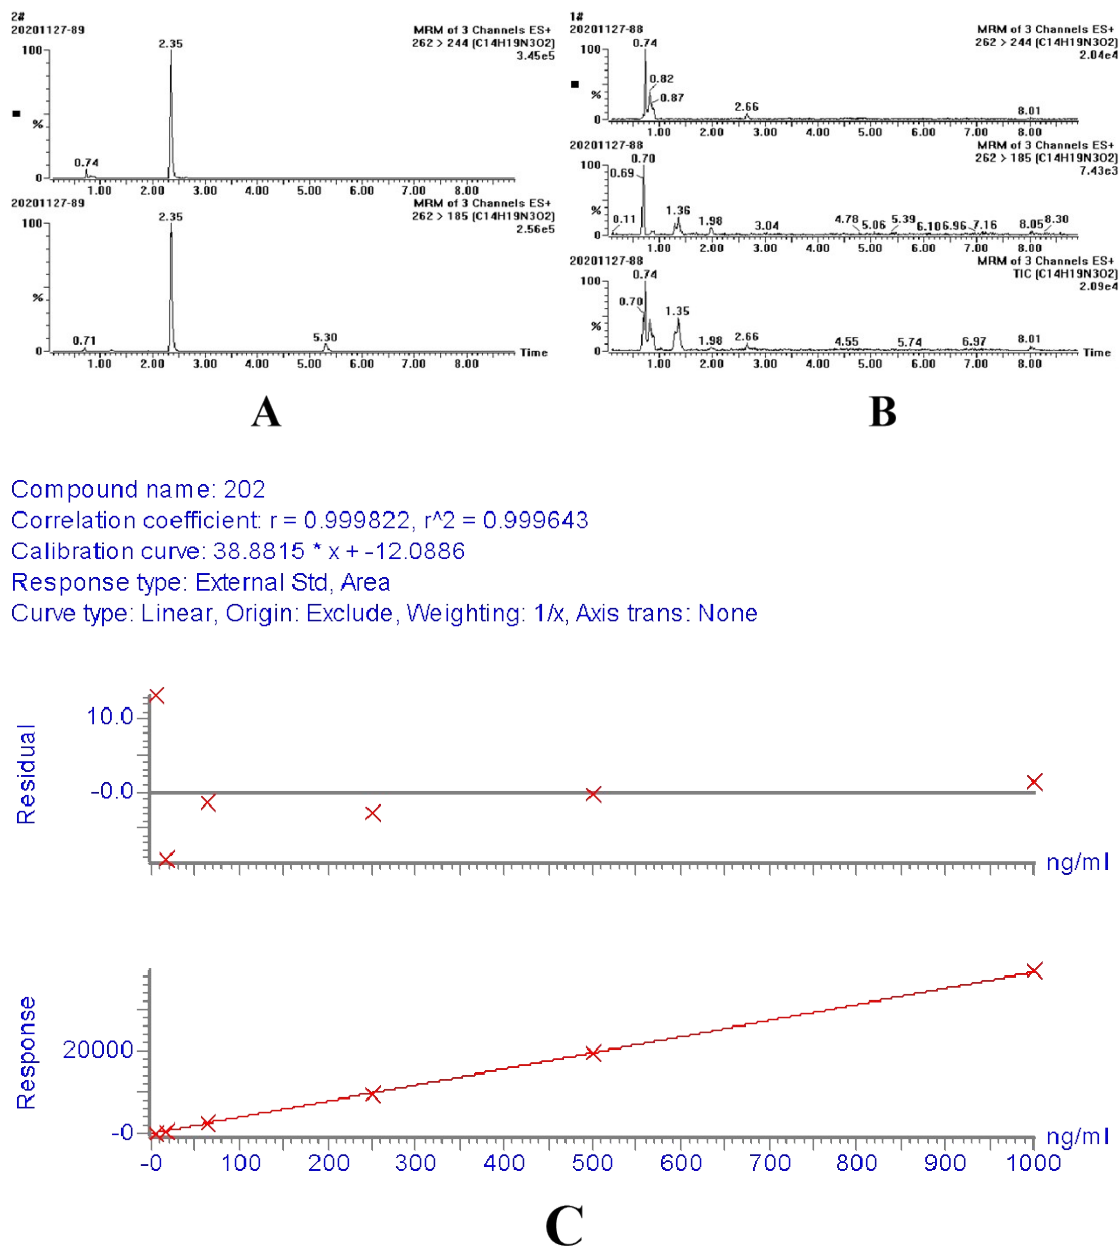 2#
20201127-89
MRM of 3 Channels ES+
262 > 244 (C14H19N3O2)
3.45e5
100
2.35
%
0.74
0
1.00 2.00 3.00 4.00 5.00 6.00 7.00 8.00
20201127-89
MRM of 3 Channels ES+
262 > 185 (C14H19N3O2)
2.56e5
100
2.35
%
0.71
5.30
0
Time
1.00 2.00 3.00 4.00 5.00 6.00 7.00 8.00
A
1#
20201127-88
MRM of 3 Channels ES+
262 > 244 (C14H19N3O2)
2.04e4
100
0.74
0.82
0.87
%
2.66
8.01
0
1.00 2.00 3.00 4.00 5.00 6.00 7.00 8.00
20201127-88
MRM of 3 Channels ES+
262 > 185 (C14H19N3O2)
7.43e3
100
0.70
0.69
%
0.11
1.36
1.98
3.04
4.78
5.06
5.39
6.10
6.96
7.16
8.05
8.30
0
1.00 2.00 3.00 4.00 5.00 6.00 7.00 8.00
20201127-88
MRM of 3 Channels ES+
TIC (C14H19N3O2)
2.09e4
100
0.74
0.70
1.35
%
1.98
2.66
4.55
5.74
6.97
8.01
0
Time
1.00 2.00 3.00 4.00 5.00 6.00 7.00 8.00
B
Compound name: 202
Correlation coefficient: r = 0.999822, r^2 = 0.999643
Calibration curve: 38.8815 * x + -12.0886
Response type: External Std, Area
Curve type: Linear, Origin: Exclude, Weighting: 1/x, Axis trans: None
Residual
10.0
-0.0
ng/ml
Response
20000
-0
ng/ml
-0 100 200 300 400 500 600 700 800 900 1000
C